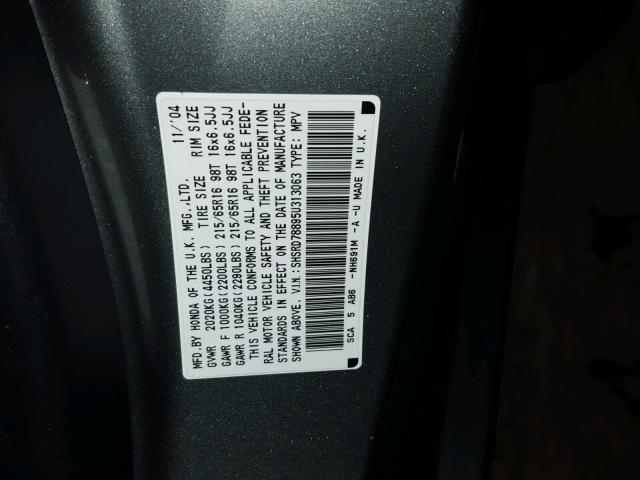 MFD.BY HONDA OF THE U.K. MFG.,LTD. 11/'04
GVWR 2020KG(4450LBS) TIRE SIZE RIM SIZE
GAWR F 1000KG(2200LBS) 215/65R16 98T 16x6.5JJ
GAWR R 1040KG(2290LBS) 215/65R16 98T 16x6.5JJ
THIS VEHICLE CONFORMS TO ALL APPLICABLE FEDE-
RAL MOTOR VEHICLE SAFETY AND THEFT PREVENTION
STANDARDS IN EFFECT ON THE DATE OF MANUFACTURE
SHOWN ABOVE. V.I.N.:SHSRD78895U313063 TYPE: MPV
SCA 5 AB6 -NH691M -A -U MADE IN U.K.